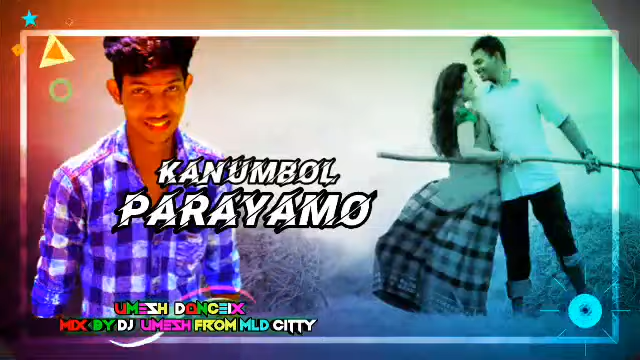 KANUMBOL
PARAYAMO
UMESH DANCEIX
MIX BY DJ UMESH FROM MLD CITTY